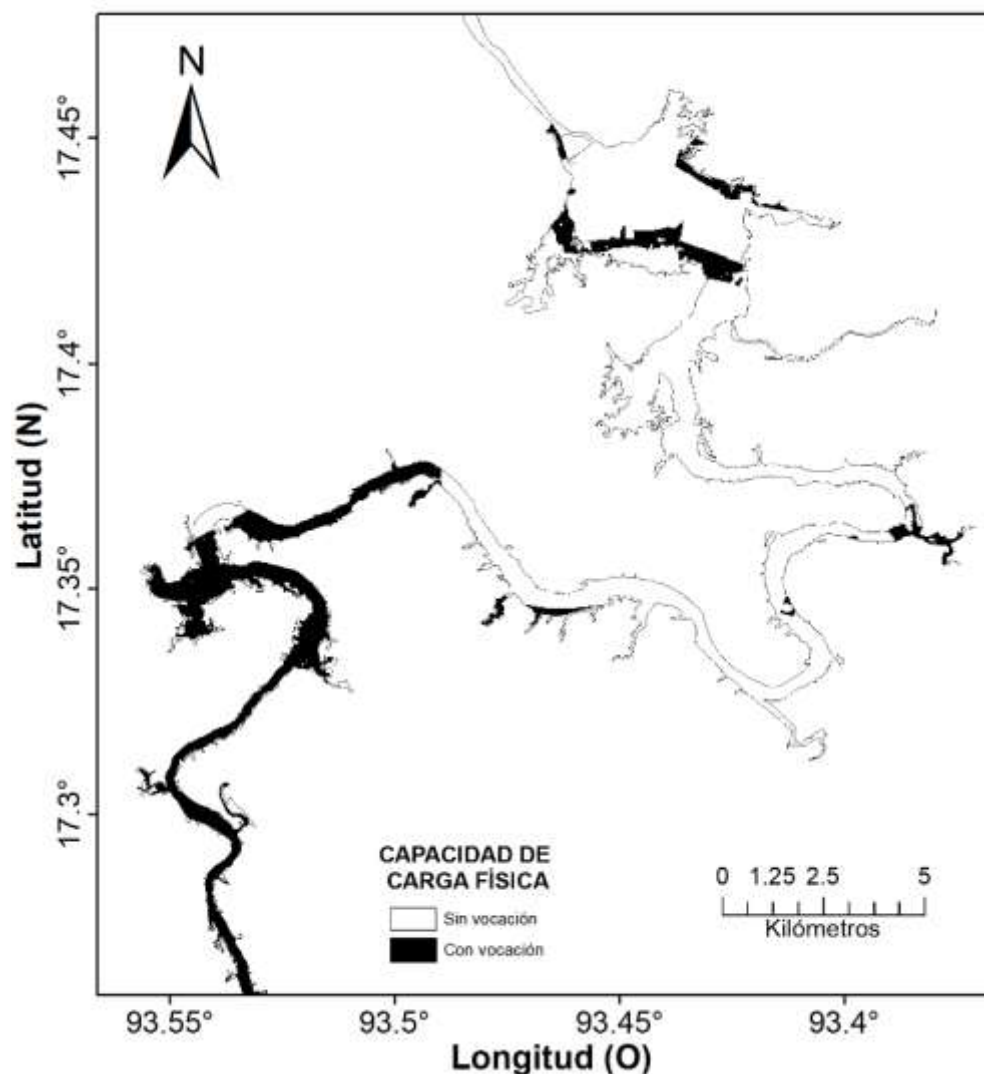 N
17.45°
17.4°
17.35°
17.3°
Latitud (N)
CAPACIDAD DE
CARGA FÍSICA
Sin vocación
Con vocación
0 1.25 2.5 5
Kilómetros
93.55° 93.5° 93.45° 93.4°
Longitud (O)